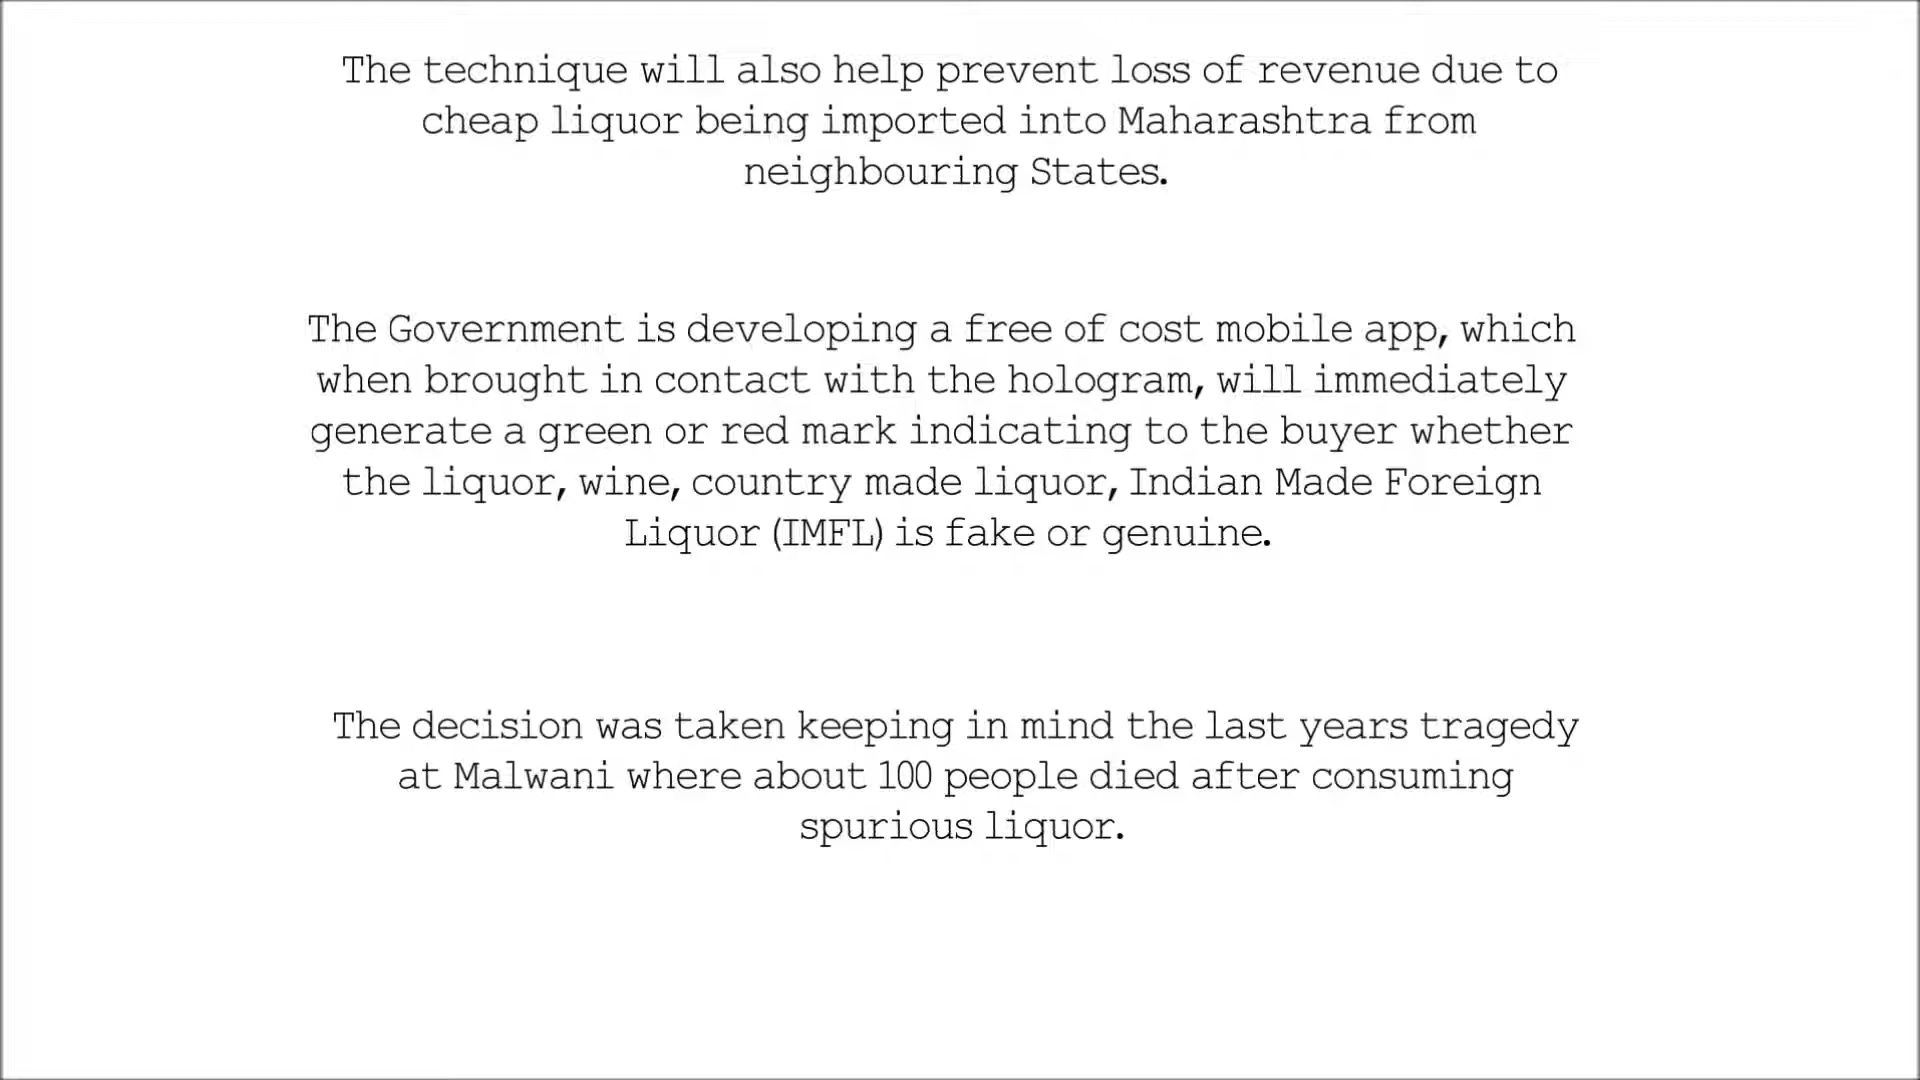 The technique will also help prevent loss of revenue due to
cheap liquor being imported into Maharashtra from
neighbouring States.
The Government is developing a free of cost mobile app, which
when brought in contact with the hologram, will immediately
generate a green or red mark indicating to the buyer whether
the liquor, wine, country made liquor, Indian Made Foreign
Liquor (IMFL) is fake or genuine.
The decision was taken keeping in mind the last years tragedy
at Malwani where about 100 people died after consuming
spurious liquor.